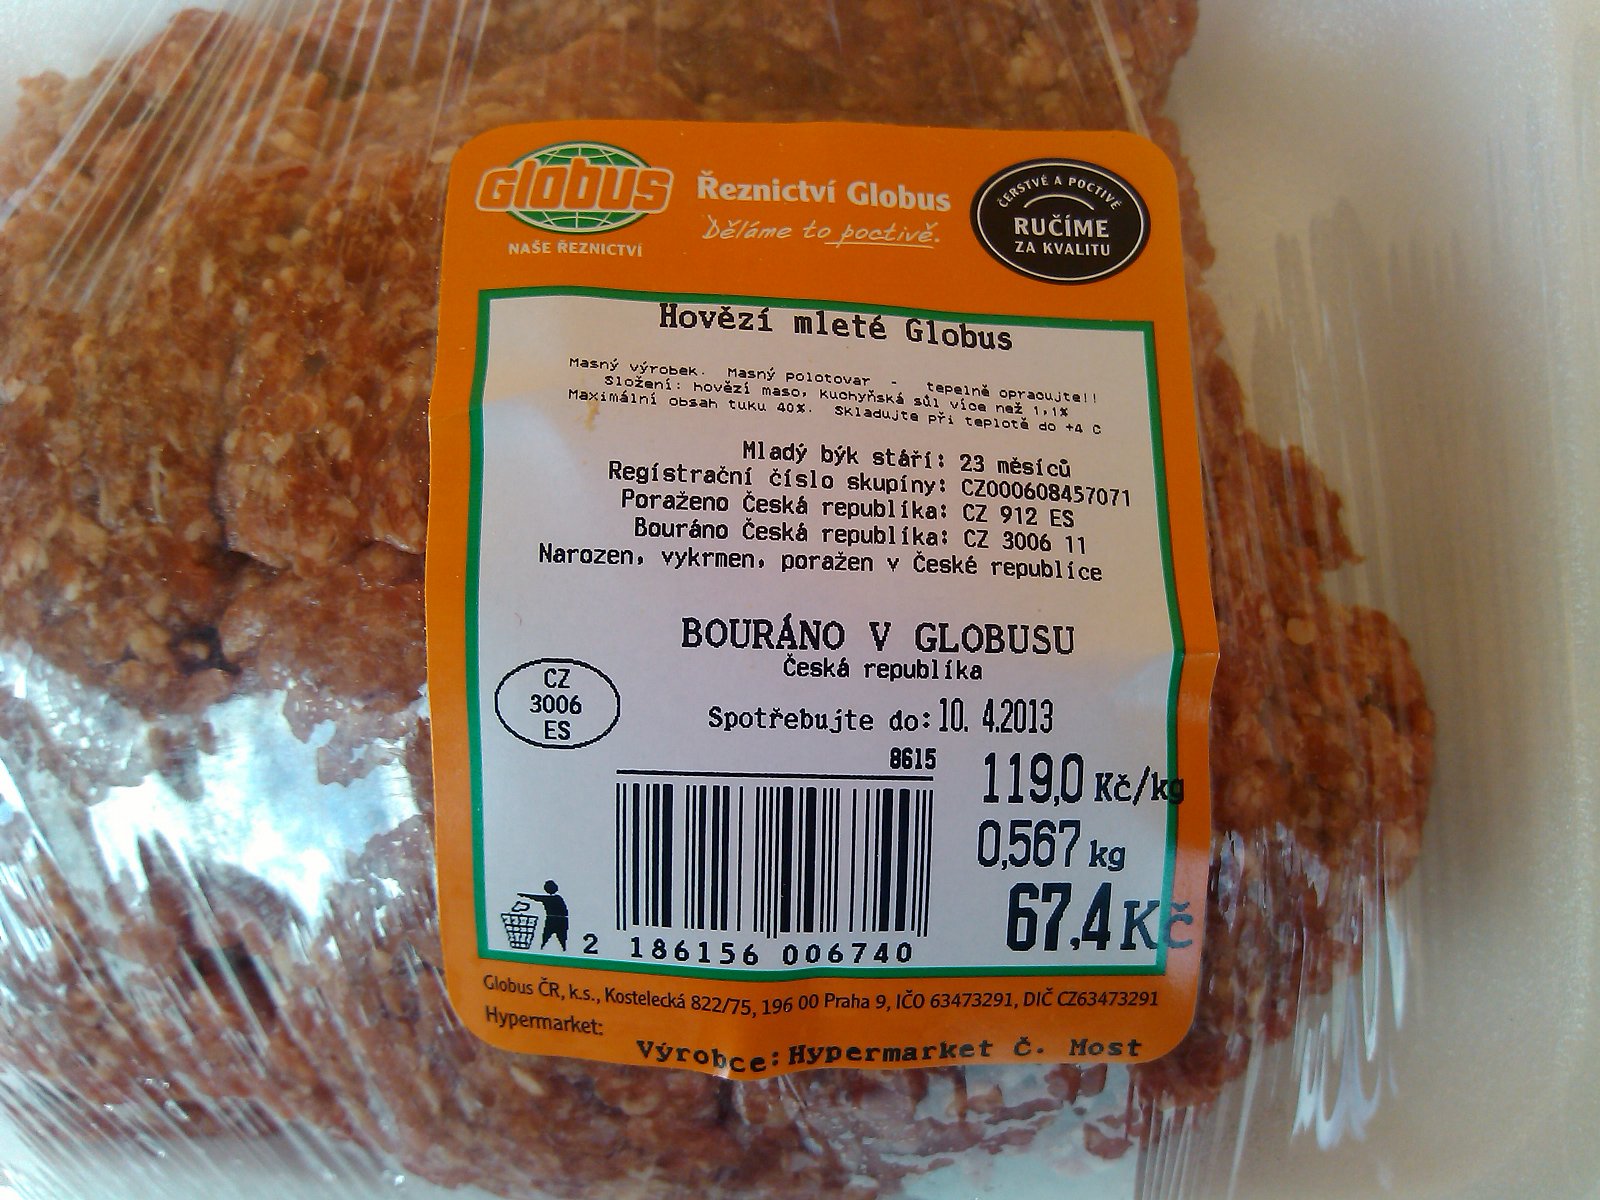 Globus
NAŠE ŘEZNICTVÍ
Řeznictví Globus
Děláme to poctivě.
ČERSTVĚ A POCTIVĚ
RUČÍME
ZA KVALITU
Hovězí mleté Globus
Masný výrobek. Masný polotovar - tepelně opracujte!!
Složení: hovězí maso, kuchyňská sůl více než 1,1%
Maximální obsah tuku 40%. Skladujte při teplotě do +4 C
Mladý býk stáří: 23 měsíců
Registrační číslo skupiny: CZ000608457071
Poraženo Česká republika: CZ 912 ES
Bouráno Česká republika: CZ 3006 11
Narozen, vykrmen, poražen v České republice
BOURÁNO V GLOBUSU
Česká republika
CZ
3006
ES
Spotřebujte do: 10. 4.2013
8615
119,0 Kč/kg
0,567 kg
67,4 Kč
2 186156 006740
Globus ČR, k.s., Kostelecká 822/75, 196 00 Praha 9, IČO 63473291, DIČ CZ63473291
Hypermarket:
Výrobce: Hypermarket Č. Most